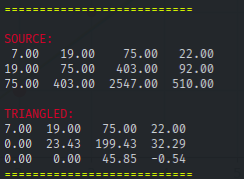 ===========================
SOURCE:
7.00 19.00 75.00 22.00
19.00 75.00 403.00 92.00
75.00 403.00 2547.00 510.00
TRIANGLED:
7.00 19.00 75.00 22.00
0.00 23.43 199.43 32.29
0.00 0.00 45.85 -0.54
===========================